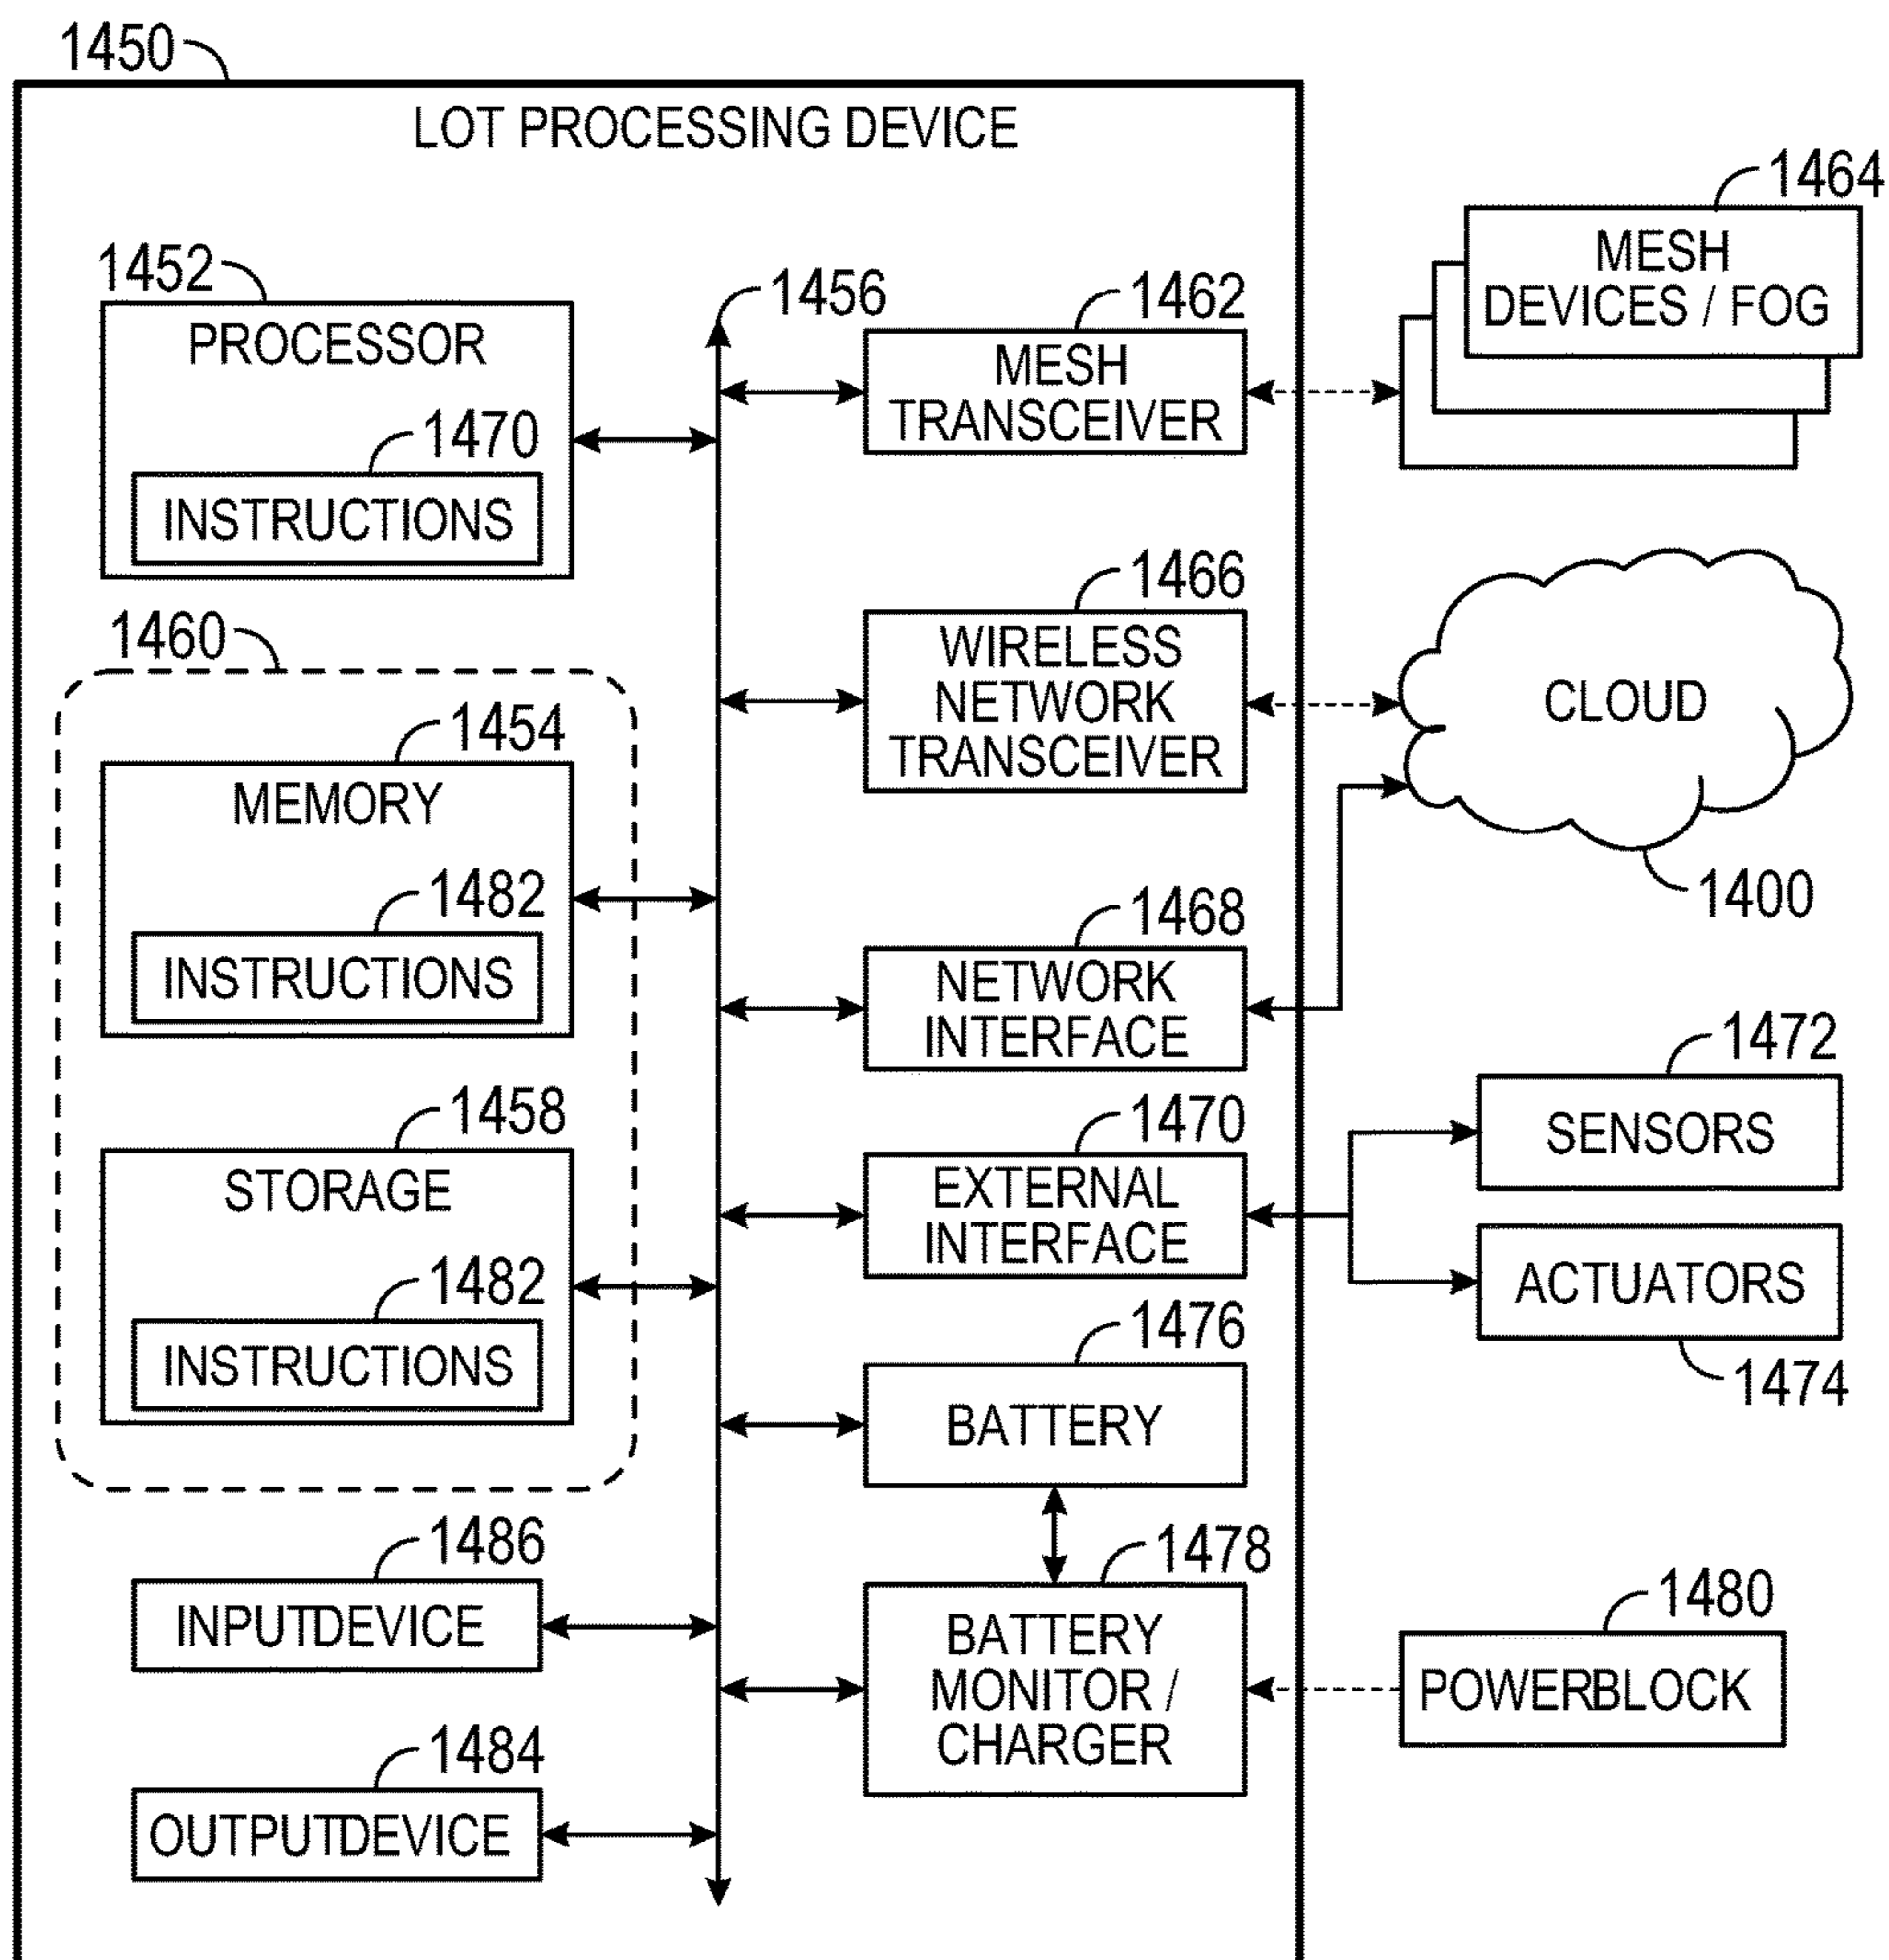 1450
LOT PROCESSING DEVICE
1452
PROCESSOR
1470
INSTRUCTIONS
1460
1454
MEMORY
1482
INSTRUCTIONS
1458
STORAGE
1482
INSTRUCTIONS
1486
INPUTDEVICE
1484
OUTPUTDEVICE
1456
1462
MESH
TRANSCEIVER
1466
WIRELESS
NETWORK
TRANSCEIVER
1468
NETWORK
INTERFACE
1470
EXTERNAL
INTERFACE
1476
BATTERY
1478
BATTERY
MONITOR /
CHARGER
1464
MESH
DEVICES / FOG
CLOUD
1400
1472
SENSORS
ACTUATORS
1474
1480
POWERBLOCK